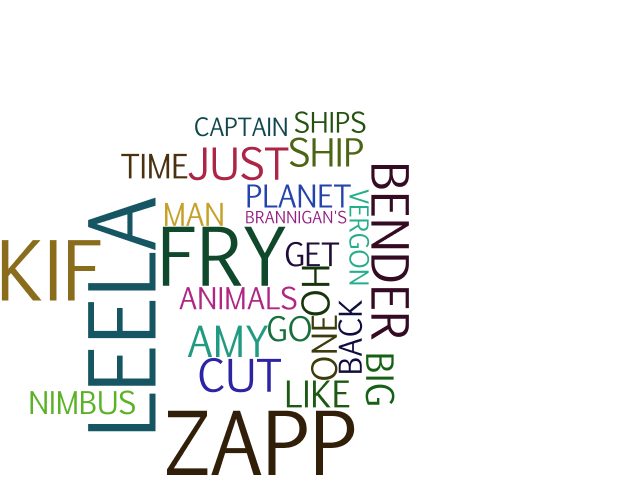 CAPTAIN
SHIPS
TIME
JUST
SHIP
PLANET
MAN
BRANNIGAN'S
VERGON
BENDER
LEELA
KIF
FRY
GET
OH
ANIMALS
GO
ONE
BACK
AMY
CUT
BIG
LIKE
NIMBUS
ZAPP